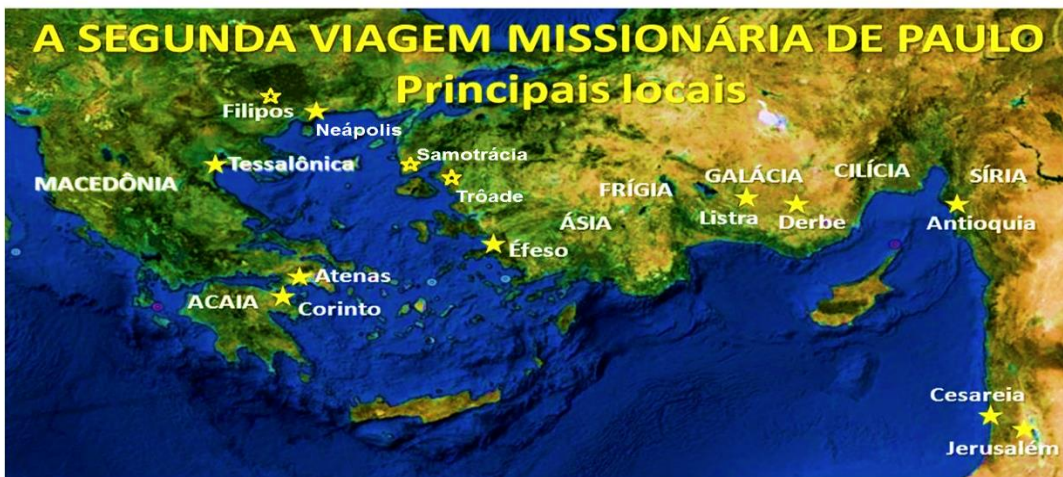 A SEGUNDA VIAGEM MISSIONÁRIA DE PAULO
Principais locais
Filipos
Neápolis
Samotrácia
Tessalônica
MACEDÔNIA
Trôade
FRÍGIA
GALÁCIA
CILÍCIA
SÍRIA
ÁSIA
Listra
Derbe
Antioquia
Éfeso
Atenas
ACAIA
Corinto
Cesareia
Jerusalém